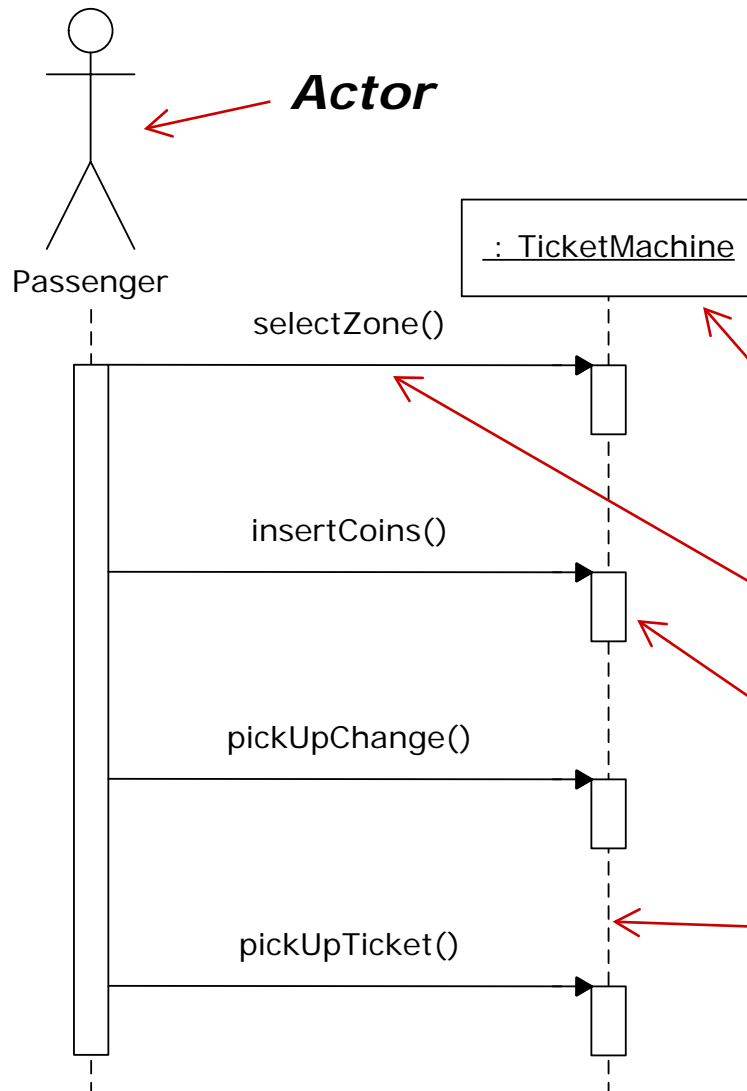 Actor
Passenger
: TicketMachine
selectZone()
insertCoins()
pickUpChange()
pickUpTicket()